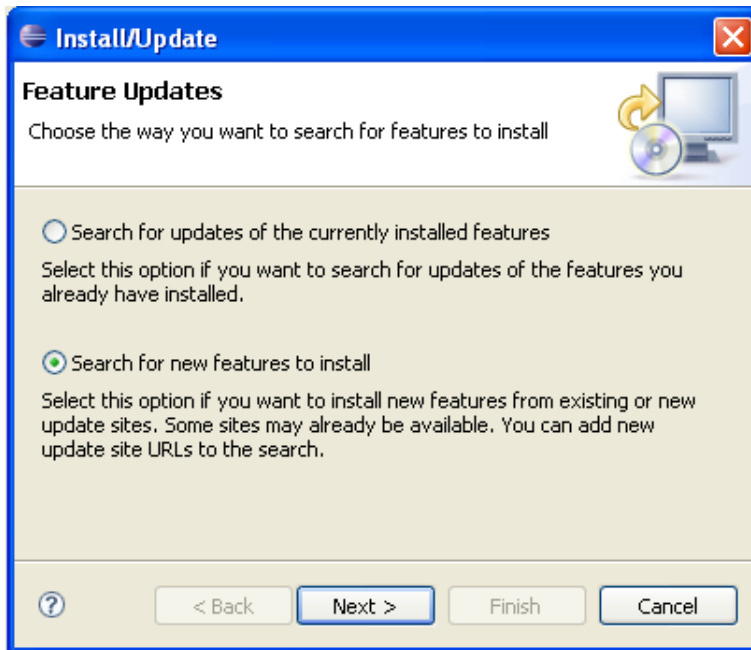 Install/Update
Feature Updates
Choose the way you want to search for features to install
Search for updates of the currently installed features
Select this option if you want to search for updates of the features you
already have installed.
Search for new features to install
Select this option if you want to install new features from existing or new
update sites. Some sites may already be available. You can add new
update site URLs to the search.
? < Back Next > Finish Cancel